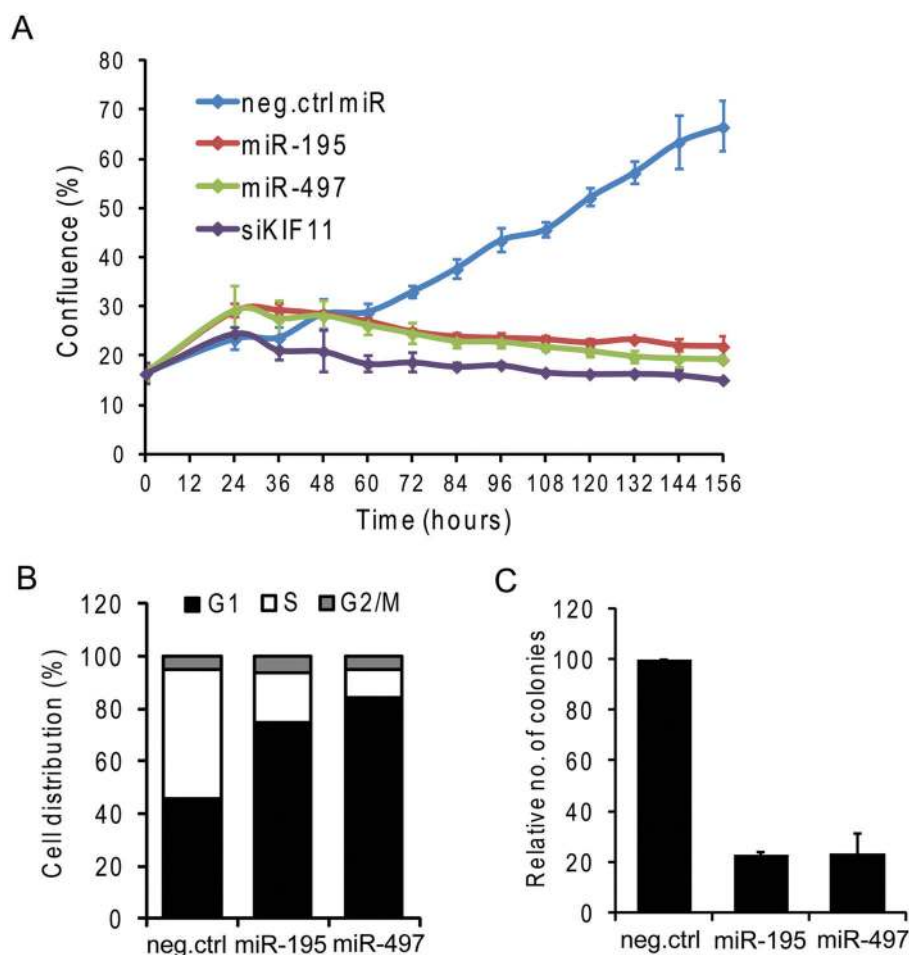 A
80
70
60
50
40
30
20
10
0
Confluence (%)
neg.ctrlmiR
miR-195
miR-497
siKIF11
0 12 24 36 48 60 72 84 96 108 120 132 144 156
Time (hours)
B
120
100
80
60
40
20
0
Cell distribution (%)
G1 S G2/M
neg.ctrl miR-195 miR-497
C
120
100
80
60
40
20
0
Relative no. of colonies
neg.ctrl miR-195 miR-497